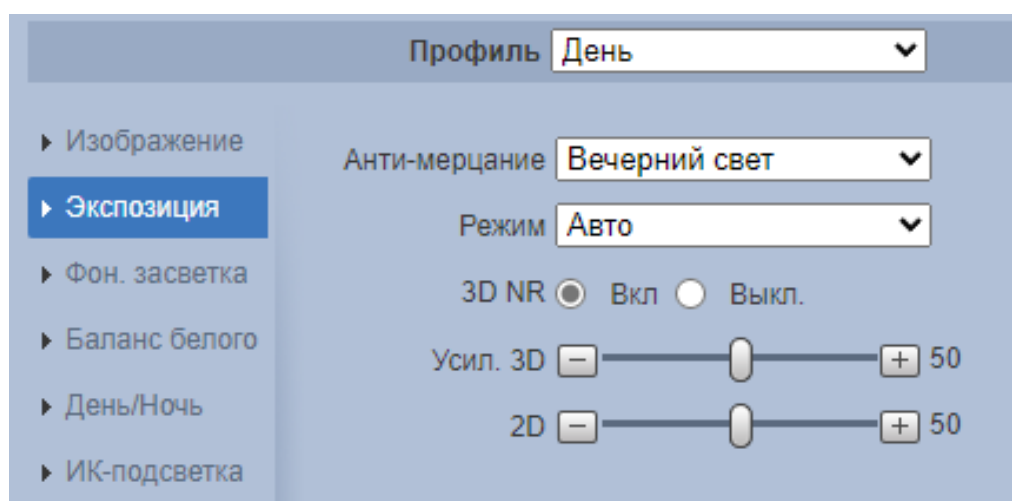 Профиль День
Изображение
Анти-мерцание Вечерний свет
Экспозиция
Режим Авто
Фон. засветка
3D NR Вкл Выкл.
Баланс белого
Усил. 3D − + 50
День/Ночь
2D − + 50
ИК-подсветка